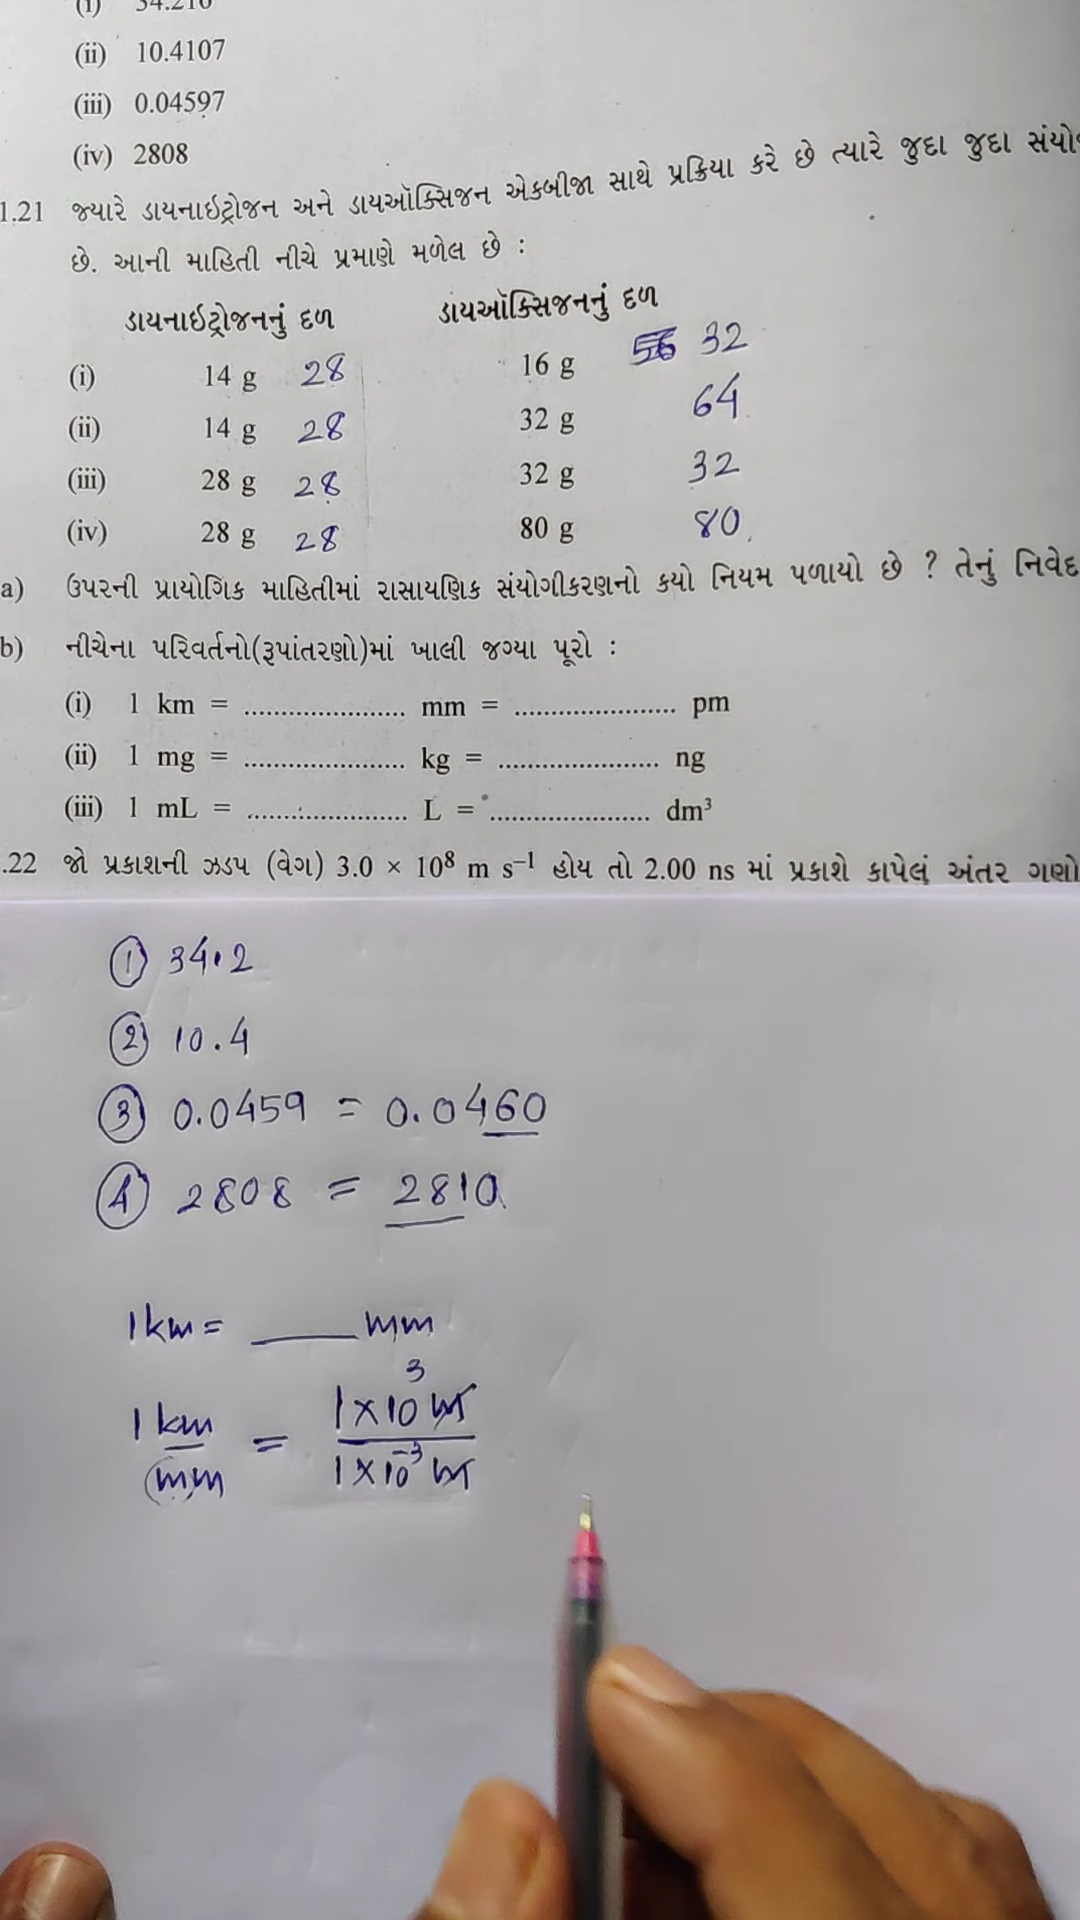 (i) 34.216
(ii) 10.4107
(iii) 0.04597
(iv) 2808
1.21 જ્યારે ડાયનાઇટ્રોજન અને ડાયઑક્સિજન એકબીજા સાથે પ્રક્રિયા કરે છે ત્યારે જુદા જુદા
છે. આની માહિતી નીચે પ્રમાણે મળેલ છે :
ડાયનાઇટ્રોજનનું દળ ડાયઑક્સિજનનું દળ
(i) 14 g 28 16 g 32
(ii) 14 g 28 32 g 64
(iii) 28 g 28 32 g 32
(iv) 28 g 28 80 g 80
a) ઉપરની પ્રાયોગિક માહિતીમાં રાસાયણિક સંયોગીકરણનો કયો નિયમ પળાયો છે ? તેનું
b) નીચેના પરિવર્તનો(રૂપાંતરણો)માં ખાલી જગ્યા પૂરો :
(i) 1 km = ...................... mm = ...................... pm
(ii) 1 mg = ...................... kg = ...................... ng
(iii) 1 mL = ...................... L = ...................... dm³
.22 જો પ્રકાશની ઝડપ (વેગ) 3.0 × 10⁸ m s⁻¹ હોય તો 2.00 ns માં પ્રકાશે કાપેલું અંતર ગણો
① 34.2
② 10.4
③ 0.0459 = 0.0460
④ 2808 = 2810
1km = ___ mm
1 km/mm = 1×10³ m/1×10⁻³ m